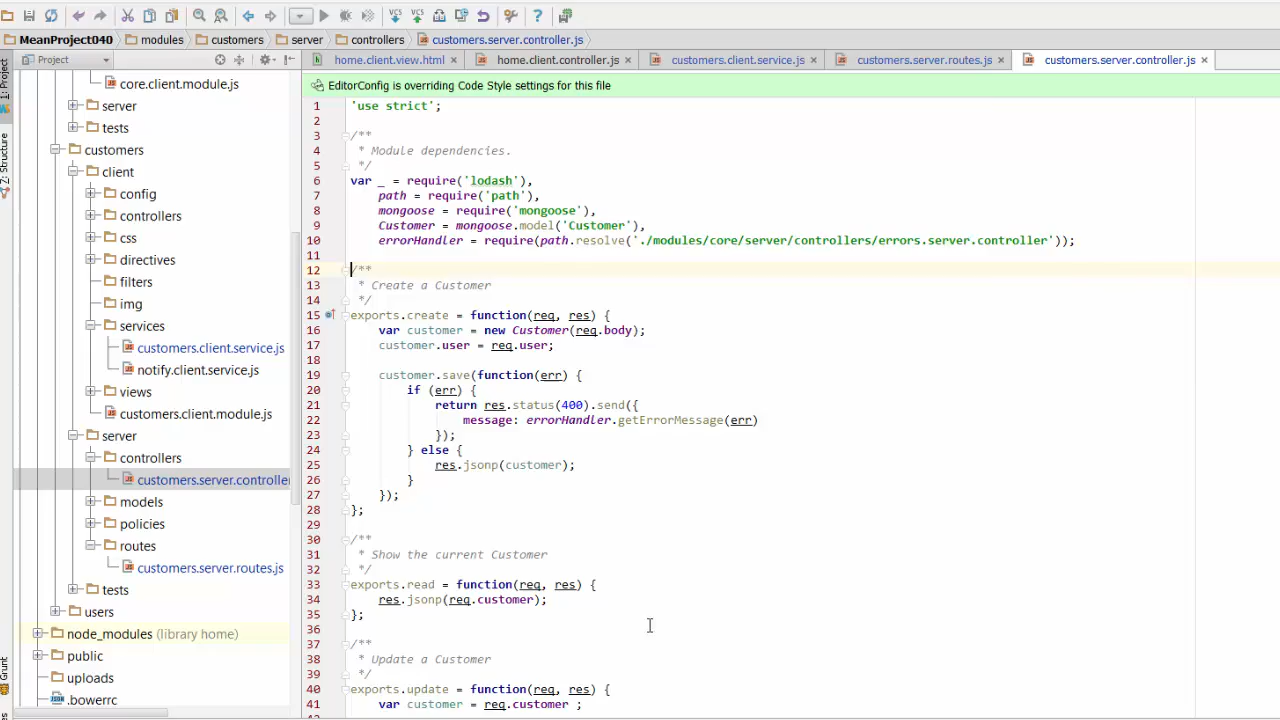 MeanProject040 modules customers server controllers customers.server.controller.js
Project
home.client.view.html home.client.controller.js customers.client.service.js customers.server.routes.js customers.server.controller.js
1: Project
Z: Structure
Grunt
core.client.module.js
server
tests
customers
client
config
controllers
css
directives
filters
img
services
customers.client.service.js
notify.client.service.js
views
customers.client.module.js
server
controllers
customers.server.controlle
models
policies
routes
customers.server.routes.js
tests
users
node_modules (library home)
public
uploads
.bowerrc
EditorConfig is overriding Code Style settings for this file
1 'use strict';
2
3 /**
4 * Module dependencies.
5 */
6 var _ = require('lodash'),
7 path = require('path'),
8 mongoose = require('mongoose'),
9 Customer = mongoose.model('Customer'),
10 errorHandler = require(path.resolve('./modules/core/server/controllers/errors.server.controller'));
11
12 /**
13 * Create a Customer
14 */
15 exports.create = function(req, res) {
16 var customer = new Customer(req.body);
17 customer.user = req.user;
18
19 customer.save(function(err) {
20 if (err) {
21 return res.status(400).send({
22 message: errorHandler.getErrorMessage(err)
23 });
24 } else {
25 res.jsonp(customer);
26 }
27 });
28 };
29
30 /**
31 * Show the current Customer
32 */
33 exports.read = function(req, res) {
34 res.jsonp(req.customer);
35 };
36
37 /**
38 * Update a Customer
39 */
40 exports.update = function(req, res) {
41 var customer = req.customer ;